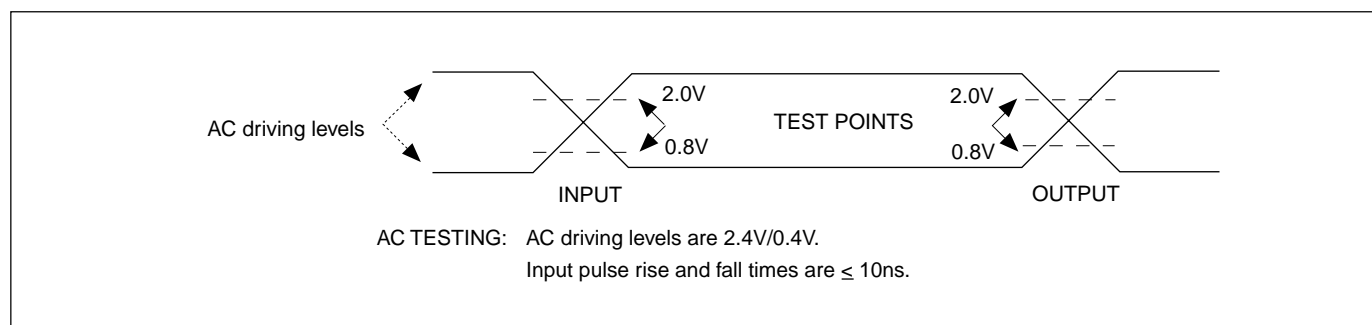 2.0V 2.0V
AC driving levels TEST POINTS
0.8V 0.8V
INPUT OUTPUT
AC TESTING: AC driving levels are 2.4V/0.4V.
Input pulse rise and fall times are ≤ 10ns.